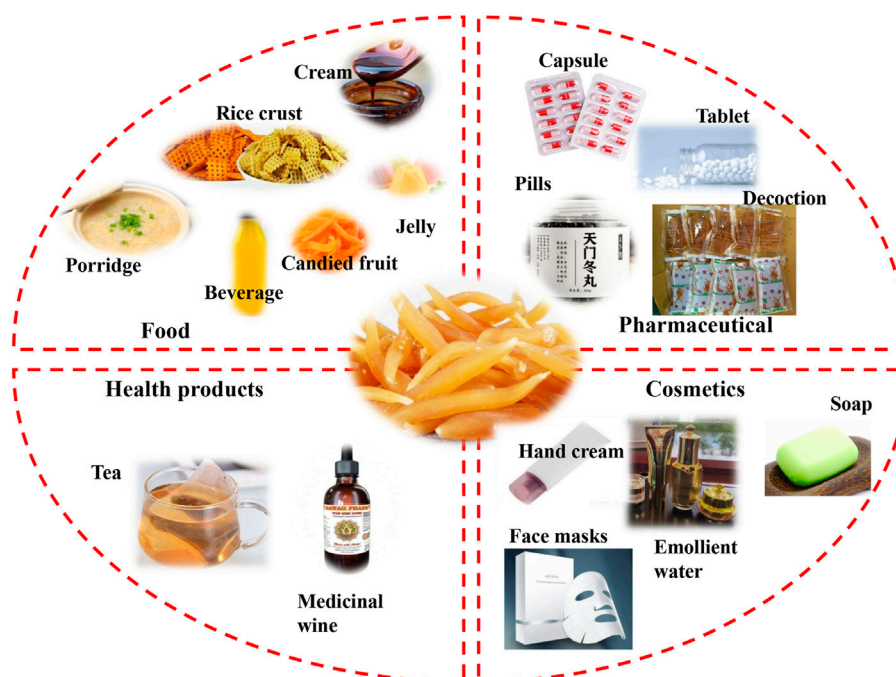 Cream
Rice crust
Jelly
Porridge
Candied fruit
Beverage
Food
Capsule
Tablet
Pills
Decoction
天门冬丸
Pharmaceutical
Health products
Tea
Medicinal
wine
Cosmetics
Soap
Hand cream
Face masks
Emollient
water